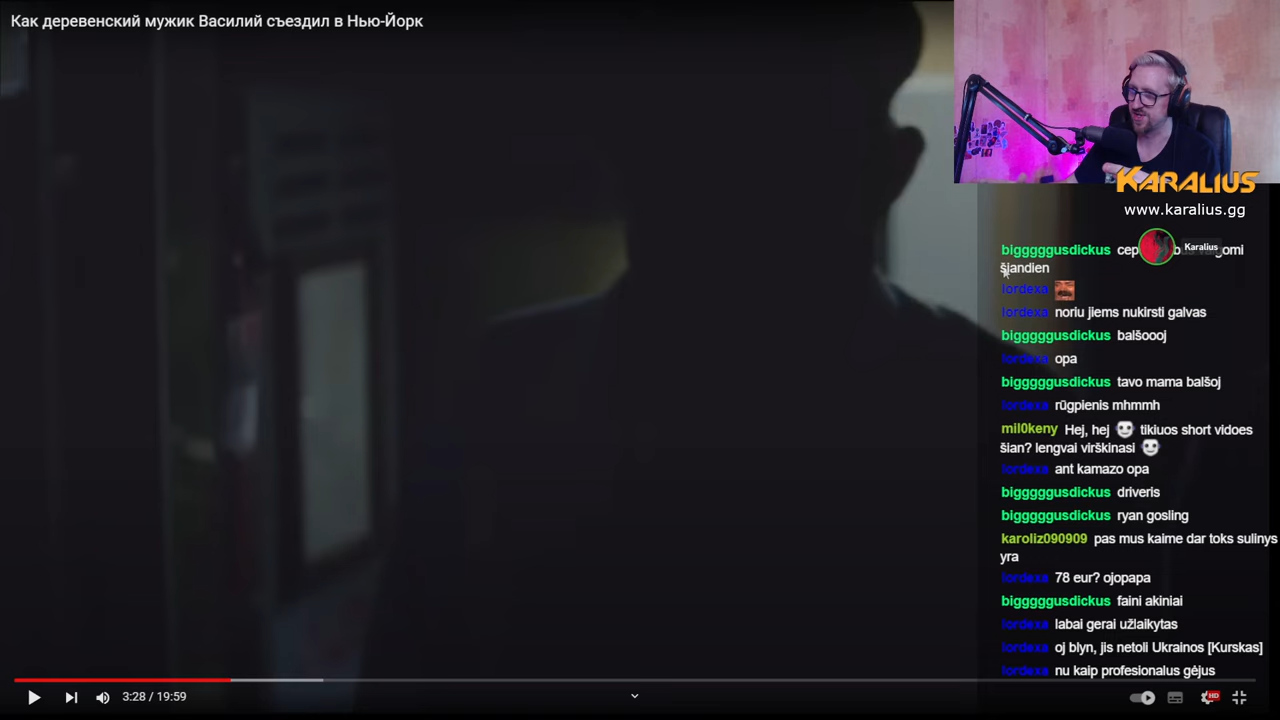 Как деревенский мужик Василий съездил в Нью-Йорк
KARALIUS
www.karalius.gg
bigggggusdickus
Karalius
šiandien
lordexa
lordexa noriu jiems nukirsti galvas
bigggggusdickus balšoooj
lordexa opa
bigggggusdickus tavo mama balšoj
lordexa rūgpienis mhmmh
mil0keny Hej, hej tikiuos short vidoes
šian? lengvai virškinasi
lordexa ant kamazo opa
bigggggusdickus driveris
bigggggusdickus ryan gosling
karoliz090909 pas mus kaime dar toks sulinys
yra
lordexa 78 eur? ojopapa
bigggggusdickus faini akiniai
lordexa labai gerai užlaikytas
lordexa oj blyn, jis netoli Ukrainos [Kurskas]
lordexa nu kaip profesionalus gėjus
3:28 / 19:59
HD